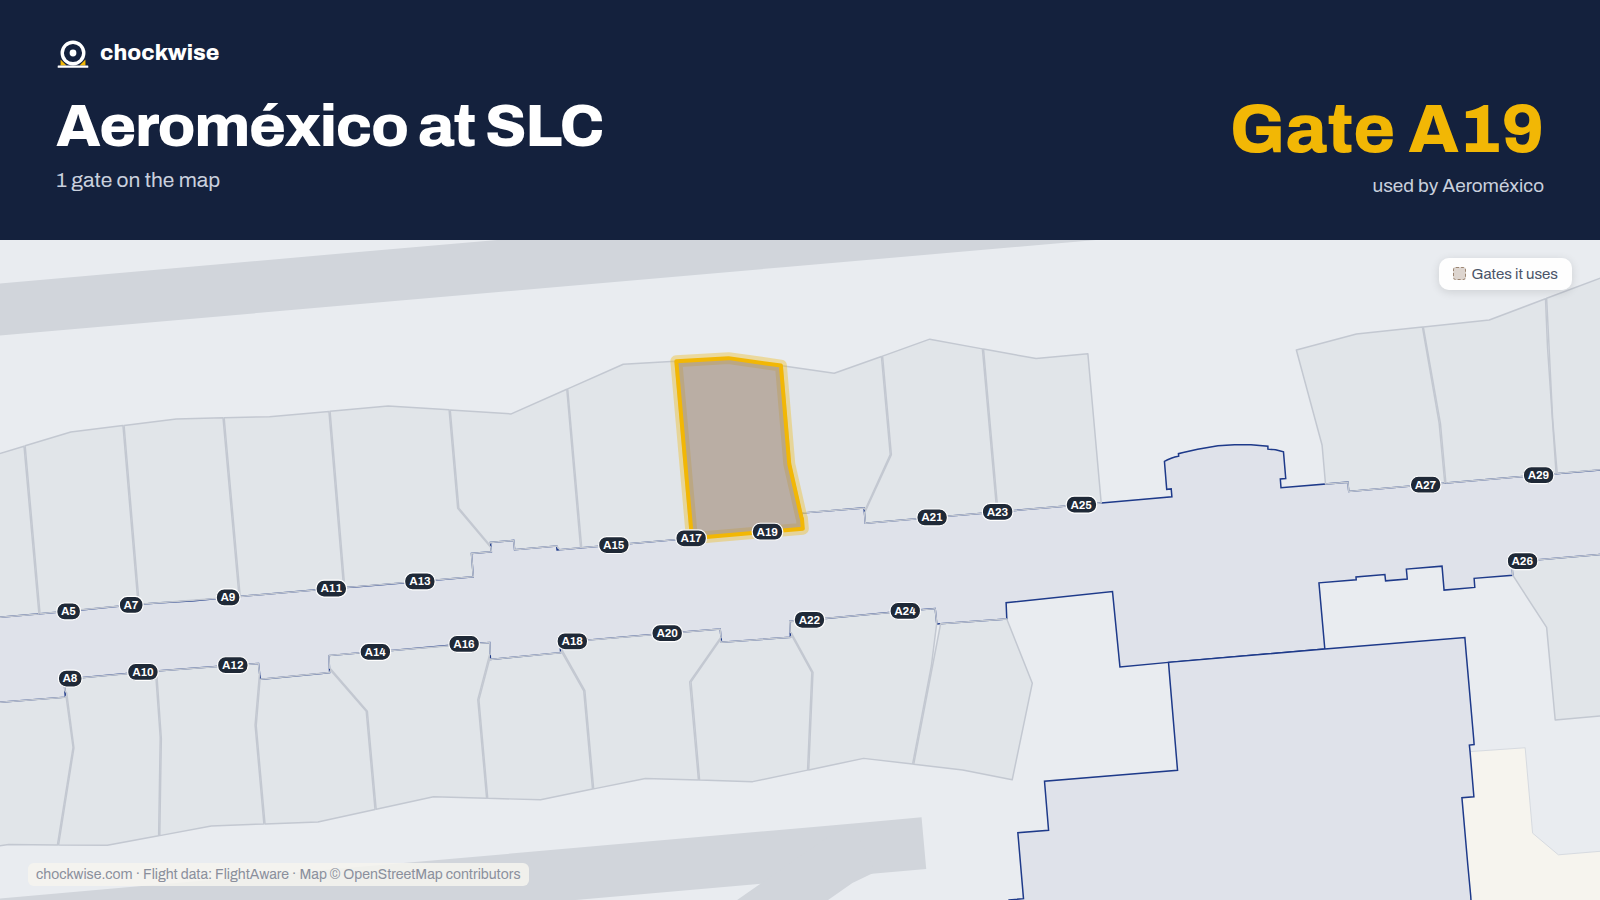 chockwise
Aeroméxico at SLC
1 gate on the map
Gate A19
used by Aeroméxico
Gates it uses
A5
A7
A9
A11
A13
A15
A17
A19
A21
A23
A25
A27
A29
A8
A10
A12
A14
A16
A18
A20
A22
A24
A26
chockwise.com · Flight data: FlightAware · Map © OpenStreetMap contributors